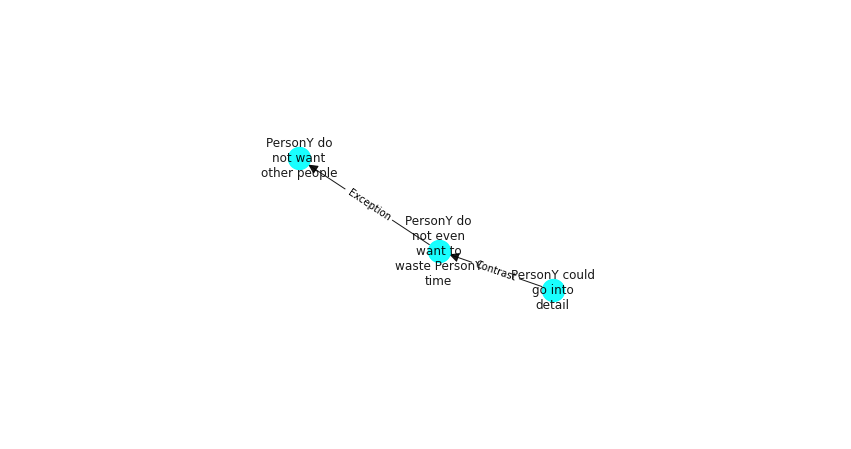 PersonY do
not want
other people
Exception
PersonY do
not even
want to
waste PersonY
time
Contrast
PersonY could
go into
detail